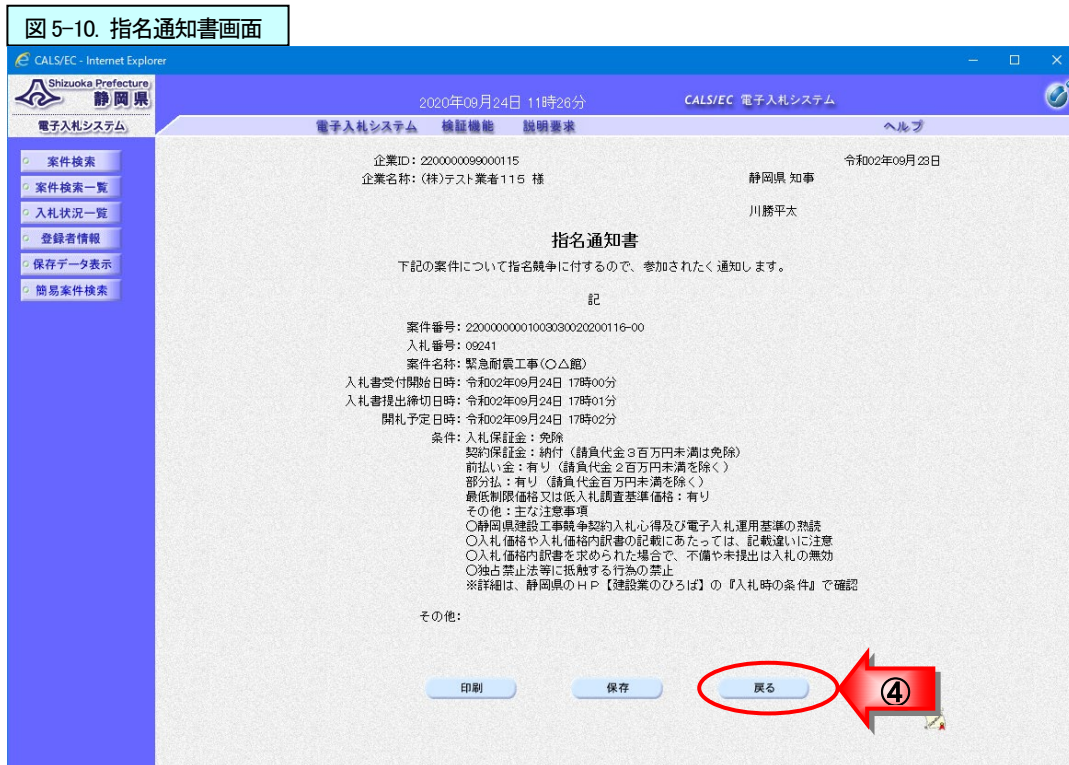 図 5-10. 指名通知書画面
CALS/EC - Internet Explorer
Shizuoka Prefecture
静岡県
2020年09月24日 11時26分
CALS/EC 電子入札システム
電子入札システム
電子入札システム 検証機能 説明要求
ヘルプ
案件検索
案件検索一覧
入札状況一覧
登録者情報
保存データ表示
簡易案件検索
企業ID：2200000099000115
令和02年09月23日
企業名称：(株)テスト業者115 様
静岡県 知事
川勝平太
指名通知書
下記の案件について指名競争に付するので、参加されたく通知します。
記
案件番号：2200000001003030020200116-00
入札番号：09241
案件名称：緊急耐震工事(○△館)
入札書受付開始日時：令和02年09月24日 17時00分
入札書提出締切日時：令和02年09月24日 17時01分
開札予定日時：令和02年09月24日 17時02分
条件：入札保証金：免除
契約保証金：納付（請負代金３百万円未満は免除）
前払い金：有り（請負代金２百万円未満を除く）
部分払：有り（請負代金百万円未満を除く）
最低制限価格又は低入札調査基準価格：有り
その他：主な注意事項
○静岡県建設工事競争契約入札心得及び電子入札運用基準の熟読
○入札価格や入札価格内訳書の記載にあたっては、記載違いに注意
○入札価格内訳書を求められた場合で、不備や未提出は入札の無効
○独占禁止法等に抵触する行為の禁止
※詳細は、静岡県のＨＰ【建設業のひろば】の『入札時の条件』で確認
その他：
印刷
保存
戻る
④